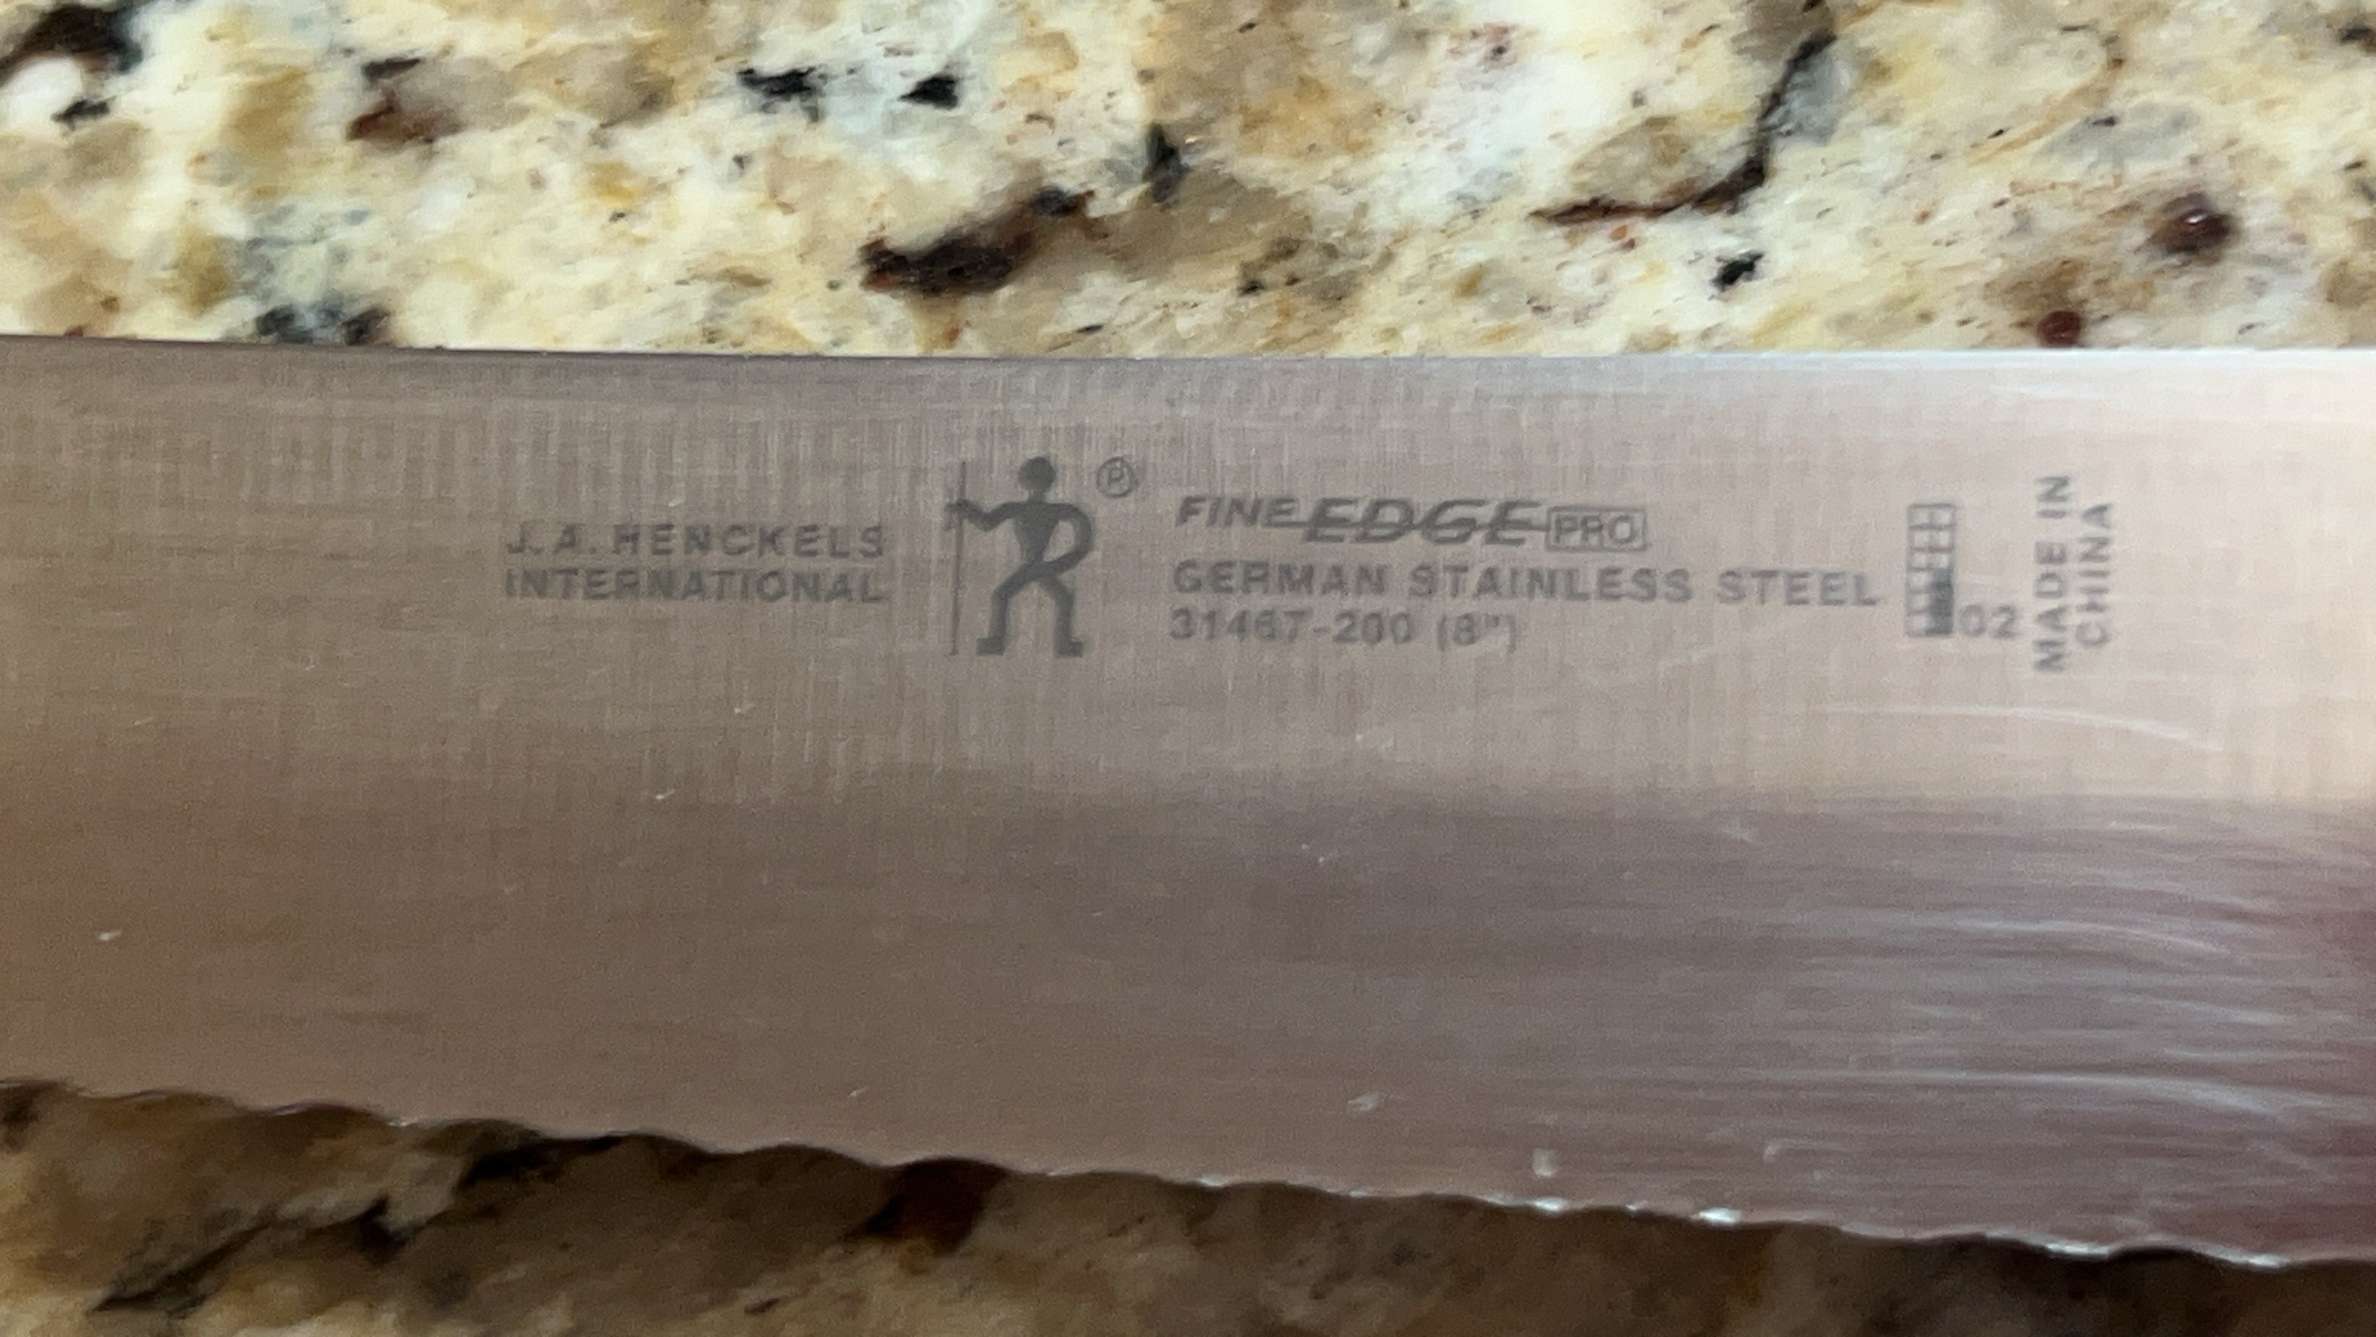 J.A. HENCKELS
INTERNATIONAL
®
FINE EDGE PRO
GERMAN STAINLESS STEEL
31467-200 (8")
02
MADE IN
CHINA